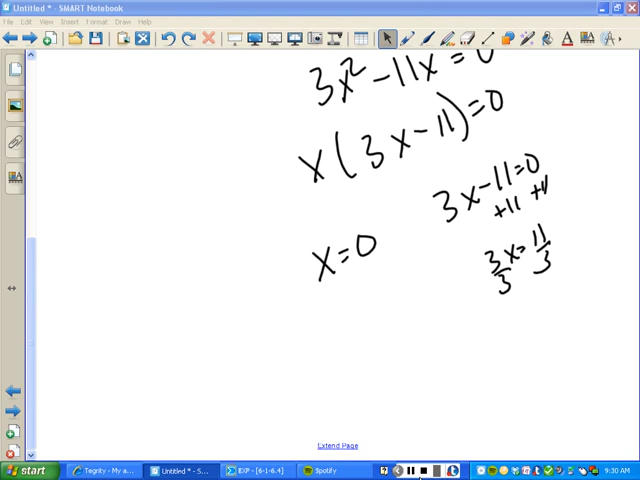 Untitled * - SMART Notebook
File Edit View Insert Format Draw Help
3x² - 11x = 0
x(3x - 11) = 0
3x - 11 = 0
+11 +11
x = 0
3x = 11
3 3
Extend Page
start
Tegrity - My a...
Untitled * - S...
EXP - [6-1-6.4]
Spotify
9:30 AM